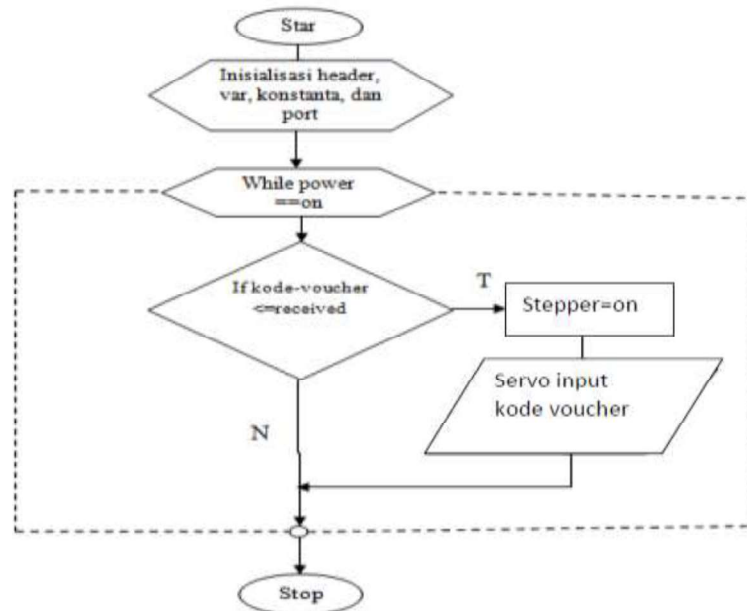 Star
Inisialisasi header,
var, konstanta, dan
port
While power
==on
If kode-voucher
<=received
T
Stepper=on
Servo input
kode voucher
N
Stop